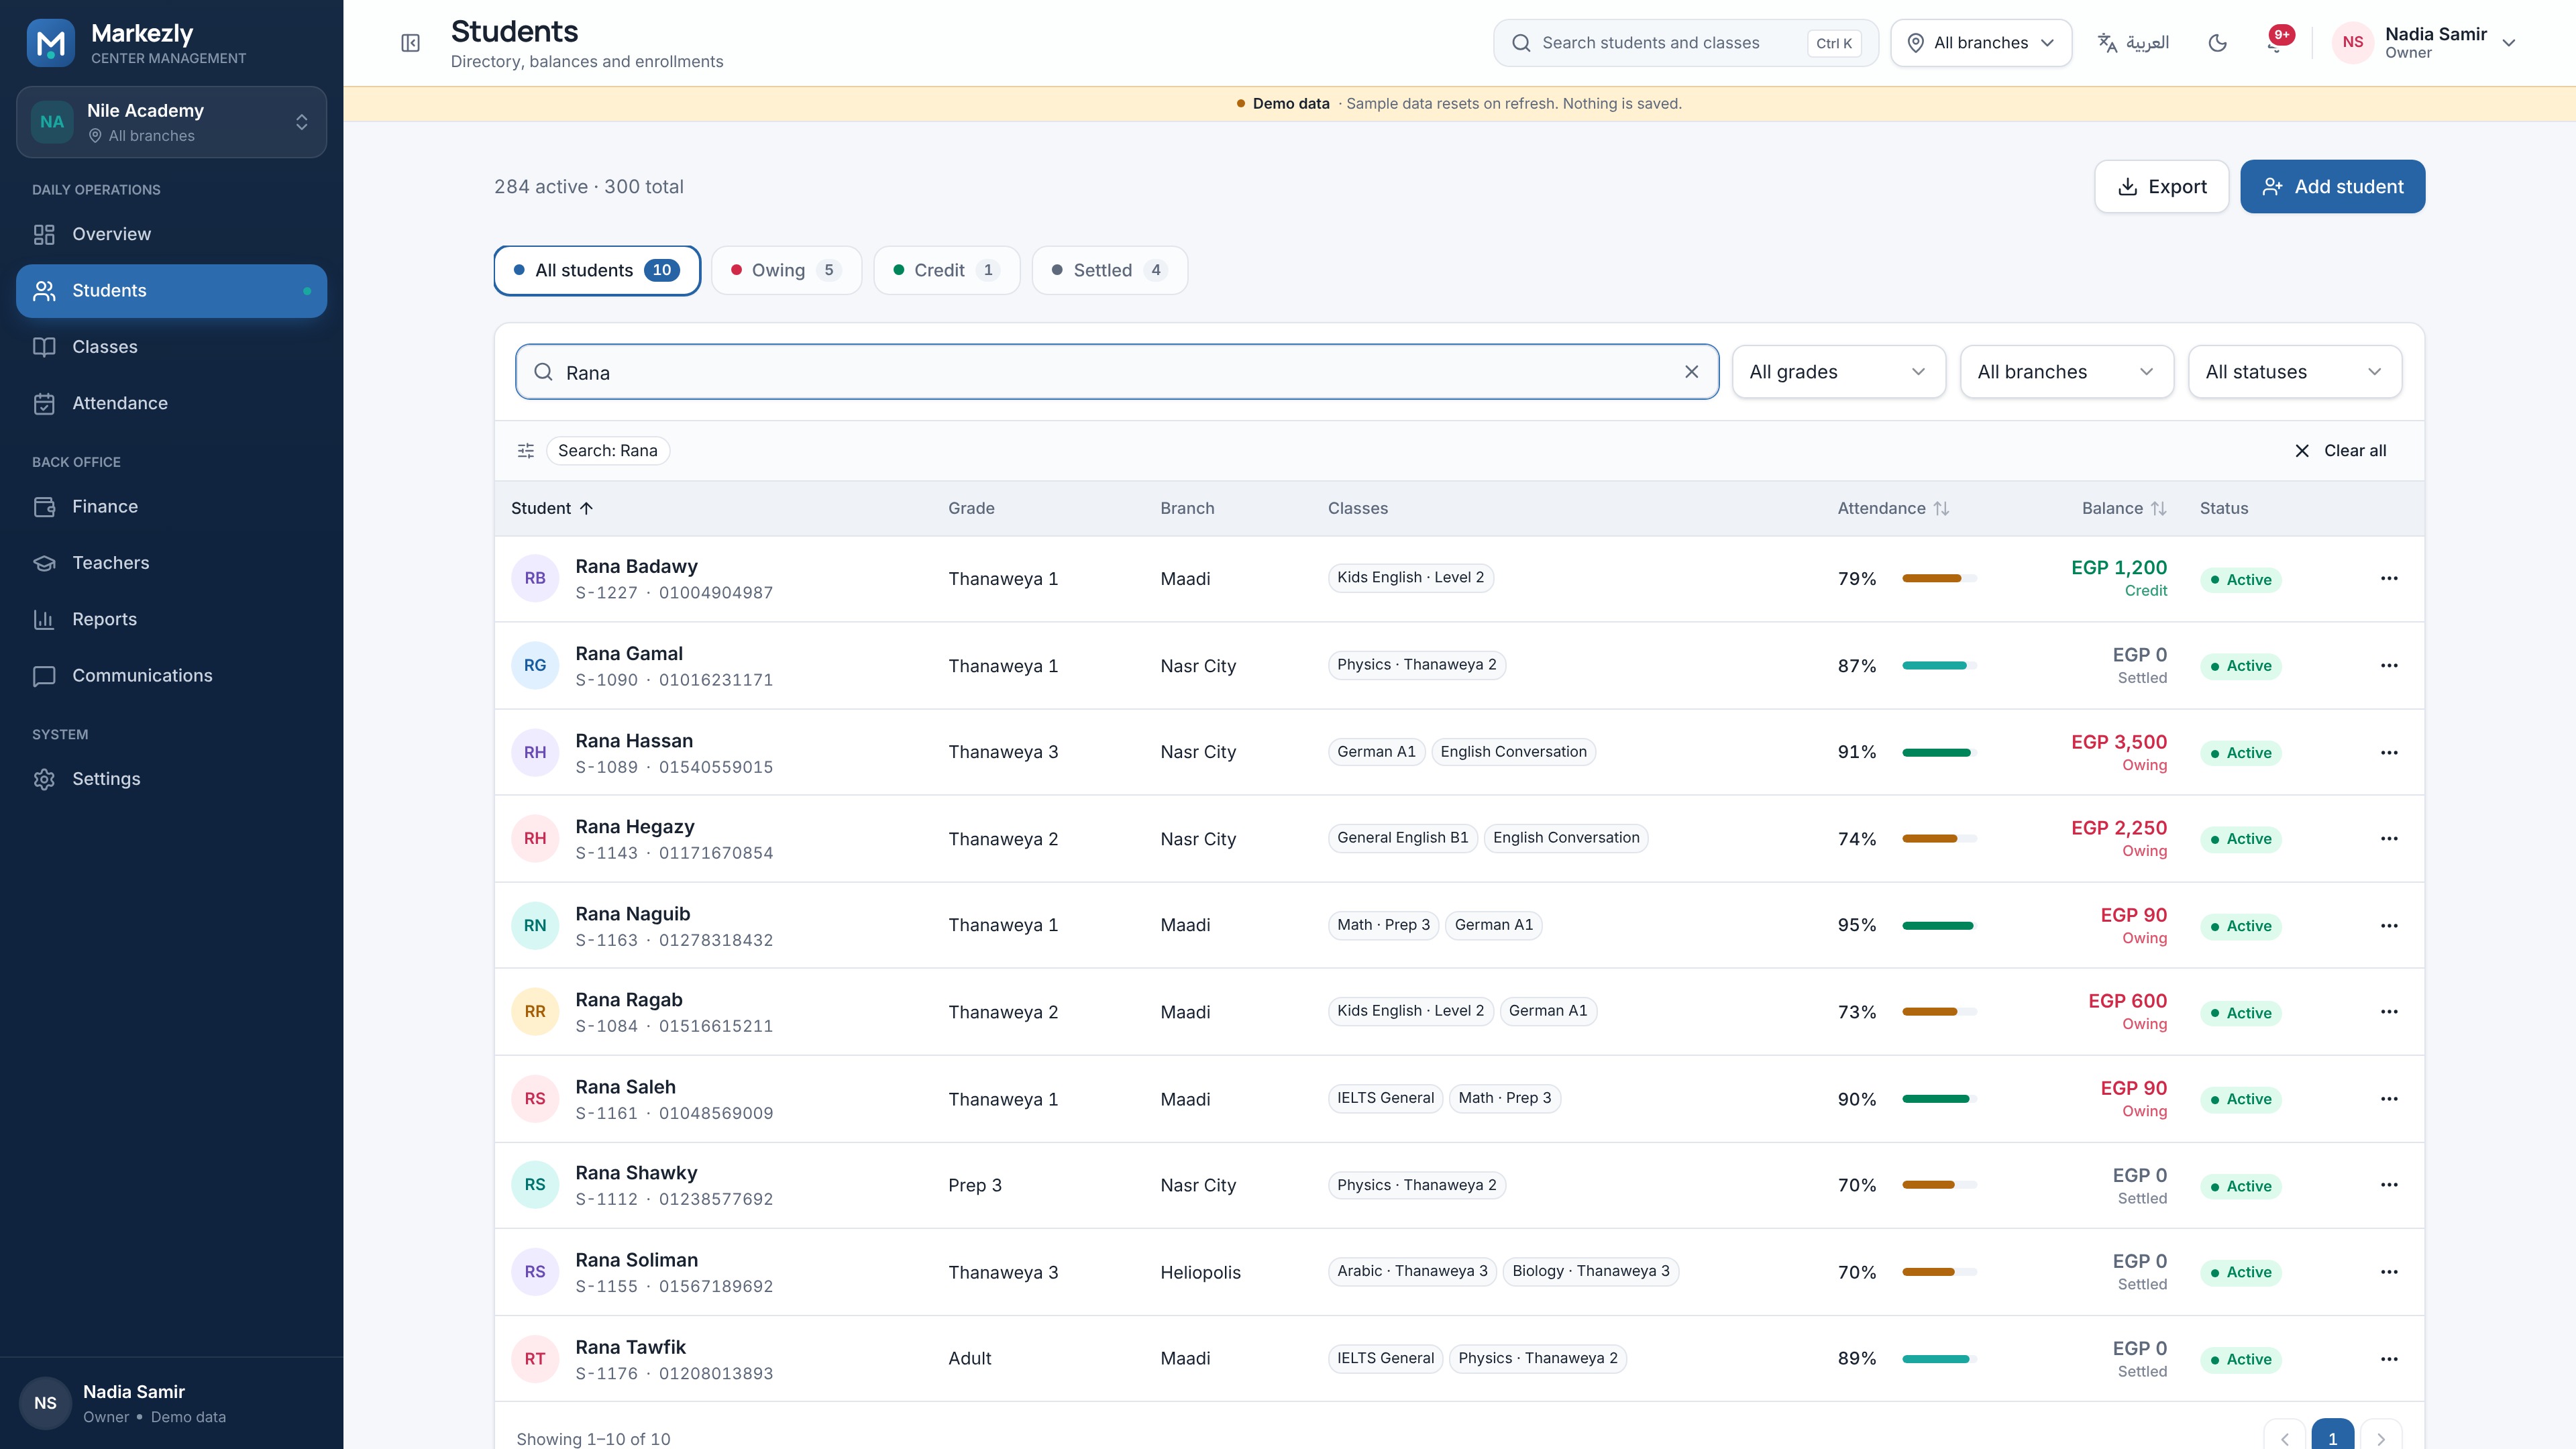 Markezly
CENTER MANAGEMENT
NA
Nile Academy
All branches
DAILY OPERATIONS
Overview
Students
Classes
Attendance
BACK OFFICE
Finance
Teachers
Reports
Communications
SYSTEM
Settings
NS
Nadia Samir
Owner • Demo data
Students
Directory, balances and enrollments
Search students and classes Ctrl K
All branches
العربية
9+
NS
Nadia Samir
Owner
Demo data · Sample data resets on refresh. Nothing is saved.
284 active · 300 total
Export
Add student
All students 10
Owing 5
Credit 1
Settled 4
Rana
All grades
All branches
All statuses
Search: Rana
Clear all
Student Grade Branch Classes Attendance Balance Status
RB Rana Badawy Thanaweya 1 Maadi Kids English · Level 2 79% EGP 1,200 Active
S-1227 · 01004904987 Credit
RG Rana Gamal Thanaweya 1 Nasr City Physics · Thanaweya 2 87% EGP 0 Active
S-1090 · 01016231171 Settled
RH Rana Hassan Thanaweya 3 Nasr City German A1 English Conversation 91% EGP 3,500 Active
S-1089 · 01540559015 Owing
RH Rana Hegazy Thanaweya 2 Nasr City General English B1 English Conversation 74% EGP 2,250 Active
S-1143 · 01171670854 Owing
RN Rana Naguib Thanaweya 1 Maadi Math · Prep 3 German A1 95% EGP 90 Active
S-1163 · 01278318432 Owing
RR Rana Ragab Thanaweya 2 Maadi Kids English · Level 2 German A1 73% EGP 600 Active
S-1084 · 01516615211 Owing
RS Rana Saleh Thanaweya 1 Maadi IELTS General Math · Prep 3 90% EGP 90 Active
S-1161 · 01048569009 Owing
RS Rana Shawky Prep 3 Nasr City Physics · Thanaweya 2 70% EGP 0 Active
S-1112 · 01238577692 Settled
RS Rana Soliman Thanaweya 3 Heliopolis Arabic · Thanaweya 3 Biology · Thanaweya 3 70% EGP 0 Active
S-1155 · 01567189692 Settled
RT Rana Tawfik Adult Maadi IELTS General Physics · Thanaweya 2 89% EGP 0 Active
S-1176 · 01208013893 Settled
Showing 1–10 of 10
1